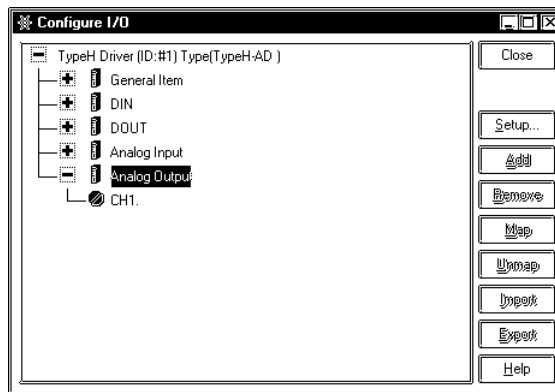 Configure I/O
TypeH Driver (ID:#1) Type(TypeH-AD )
General Item
DIN
DOUT
Analog Input
Analog Output
CH1.
Close
Setup...
Add
Remove
Map
Unmap
Import
Export
Help